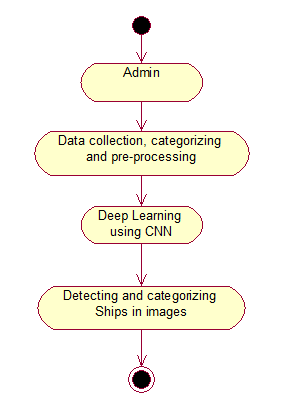 Admin
Data collection, categorizing
and pre-processing
Deep Learning
using CNN
Detecting and categorizing
Ships in images